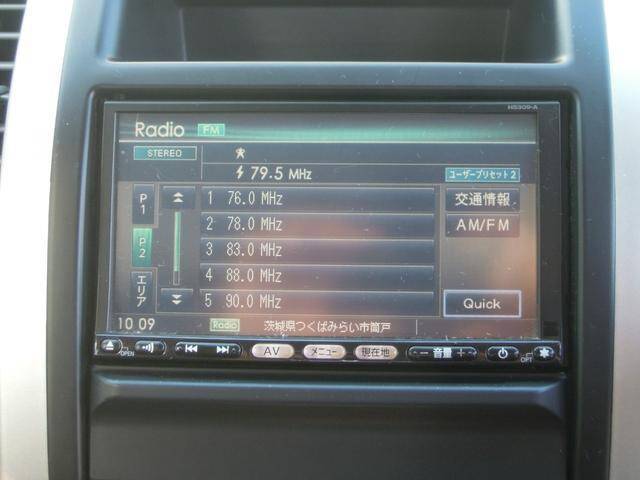 HS309-A
Radio FM
STEREO
79.5 MHz
ユーザープリセット2
P1
P2
エリア
1 76.0 MHz
2 78.0 MHz
3 83.0 MHz
4 88.0 MHz
5 90.0 MHz
交通情報
AM/FM
Quick
10 09
Radio
茨城県つくばみらい市筒戸
OPEN
AV
メニュー
現在地
− 音量 +
OPT